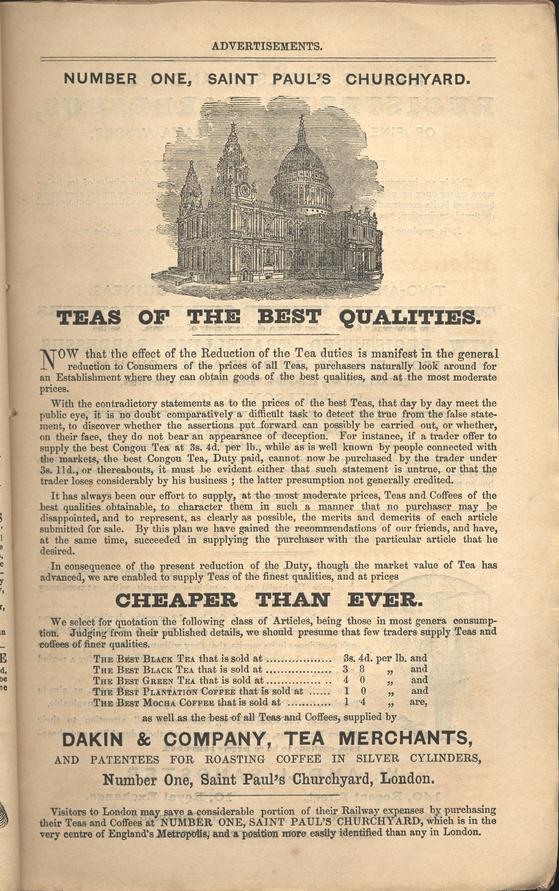 ADVERTISEMENTS.
NUMBER ONE, SAINT PAUL'S CHURCHYARD.
TEAS OF THE BEST QUALITIES.
NOW that the effect of the Reduction of the Tea duties is manifest in the general
reduction to Consumers of the prices of all Teas, purchasers naturally look around for
an Establishment where they can obtain goods of the best qualities, and at the most moderate
prices.
With the contradictory statements as to the prices of the best Teas, that day by day meet the
public eye, it is no doubt comparatively a difficult task to detect the true from the false state-
ment, to discover whether the assertions put forward can possibly be carried out, or whether,
on their face, they do not bear an appearance of deception. For instance, if a trader offer to
supply the best Congou Tea at 3s. 4d. per lb., while as is well known by people connected with
the markets, the best Congou Tea, Duty paid, cannot now be purchased by the trader under
3s. 11d., or thereabouts, it must be evident either that such statement is untrue, or that the
trader loses considerably by his business ; the latter presumption not generally credited.
It has always been our effort to supply, at the most moderate prices, Teas and Coffees of the
best qualities obtainable, to character them in such a manner that no purchaser may be
disappointed, and to represent, as clearly as possible, the merits and demerits of each article
submitted for sale. By this plan we have gained the recommendations of our friends, and have,
at the same time, succeeded in supplying the purchaser with the particular article that he
desired.
In consequence of the present reduction of the Duty, though the market value of Tea has
advanced, we are enabled to supply Teas of the finest qualities, and at prices
CHEAPER THAN EVER.
We select for quotation the following class of Articles, being those in most genera consump-
tion. Judging from their published details, we should presume that few traders supply Teas and
coffees of finer qualities.
THE BEST BLACK TEA that is sold at .................. 3s. 4d. per lb. and
THE BEST BLACK TEA that is sold at .................. 3 8 „ and
THE BEST GREEN TEA that is sold at .................. 4 0 „ and
THE BEST PLANTATION COFFEE that is sold at ...... 1 0 „ and
THE BEST MOCHA COFFEE that is sold at ............ 1 4 „ are,
as well as the best of all Teas and Coffees, supplied by
DAKIN & COMPANY, TEA MERCHANTS,
AND PATENTEES FOR ROASTING COFFEE IN SILVER CYLINDERS,
Number One, Saint Paul's Churchyard, London.
Visitors to London may save a considerable portion of their Railway expenses by purchasing
their Teas and Coffees at NUMBER ONE, SAINT PAUL'S CHURCHYARD, which is in the
very centre of England's Metropolis, and a position more easily identified than any in London.